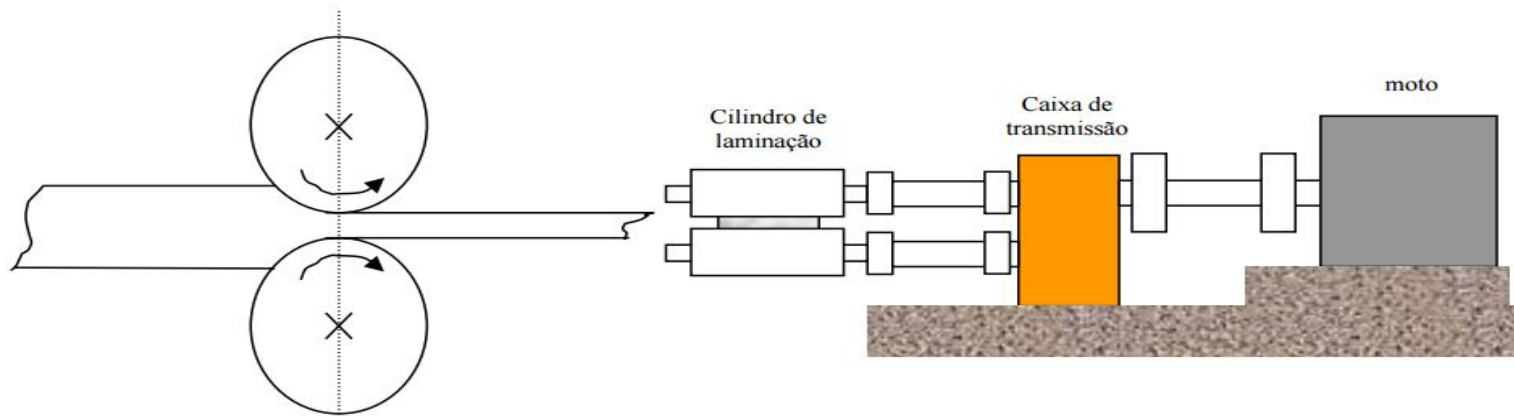 Cilindro de
laminação
Caixa de
transmissão
moto